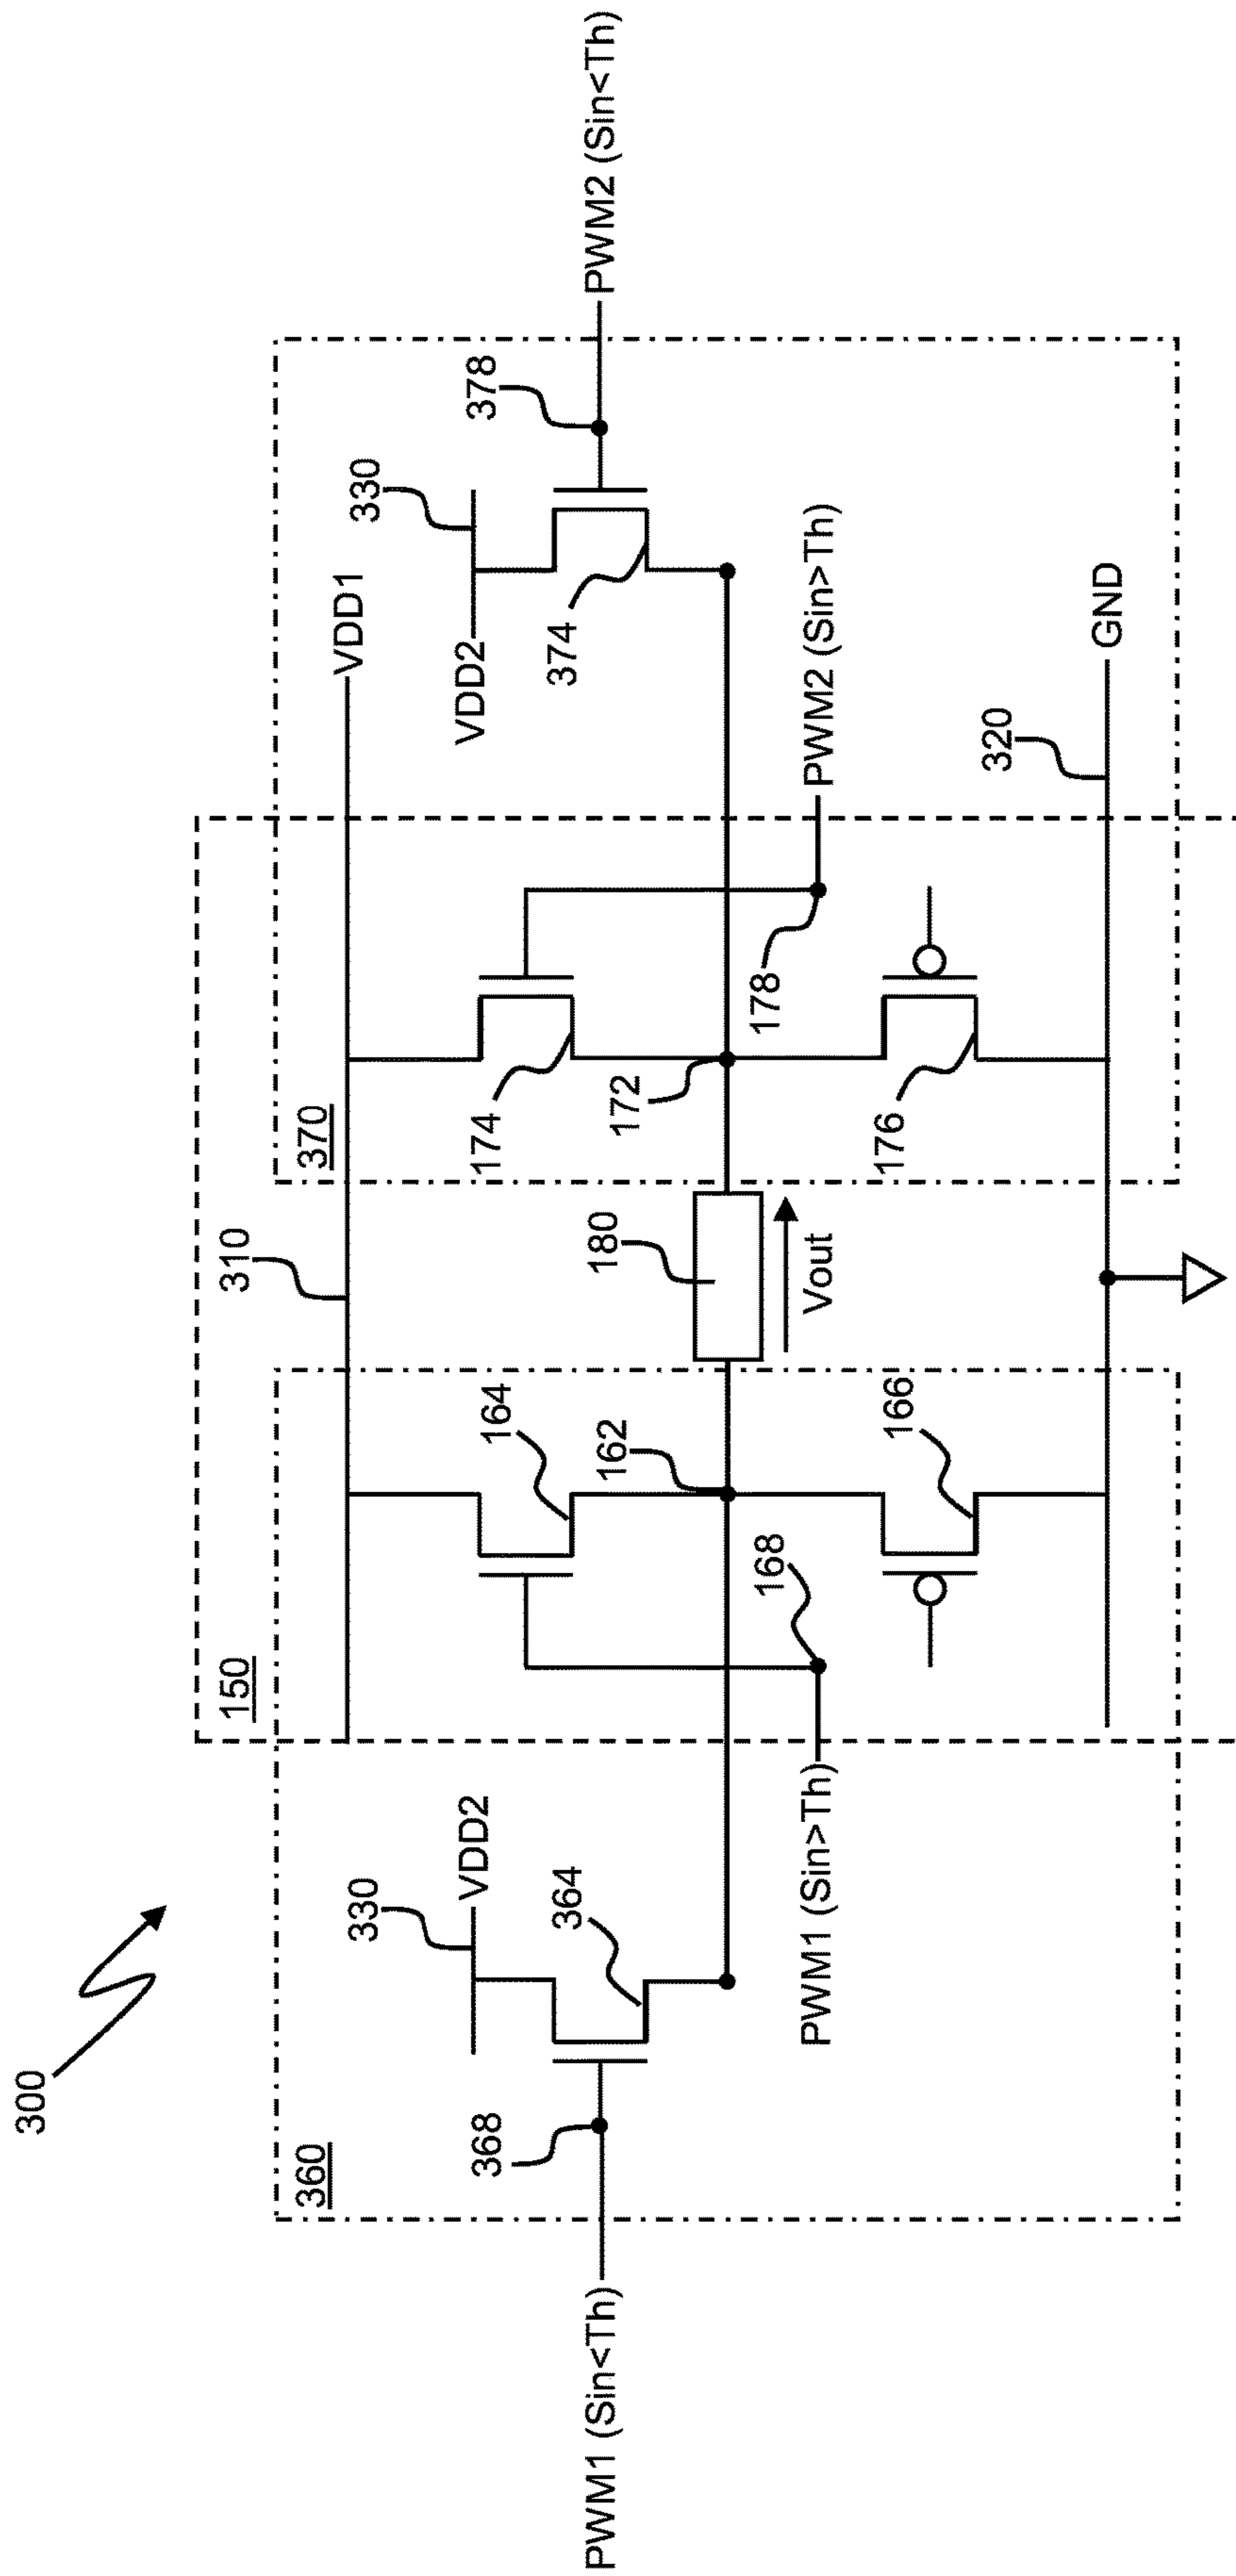 300
150
310
370
360
330
VDD2
VDD1
330
VDD2
368
364
164
174
374
378
PWM1 (Sin<Th)
162
180
172
PWM2 (Sin<Th)
168
Vout
178
PWM1 (Sin>Th)
PWM2 (Sin>Th)
166
176
320
GND